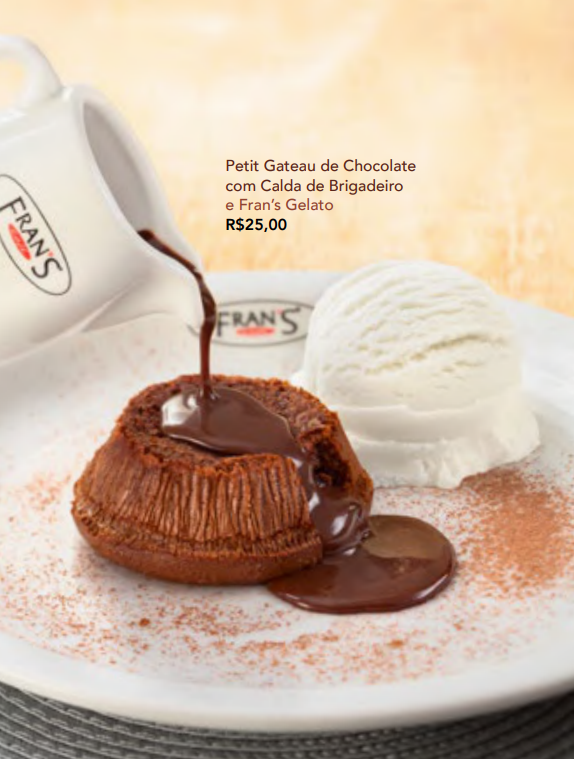 Petit Gateau de Chocolate
com Calda de Brigadeiro
e Fran's Gelato
R$25,00
FRAN'S
FRAN'S